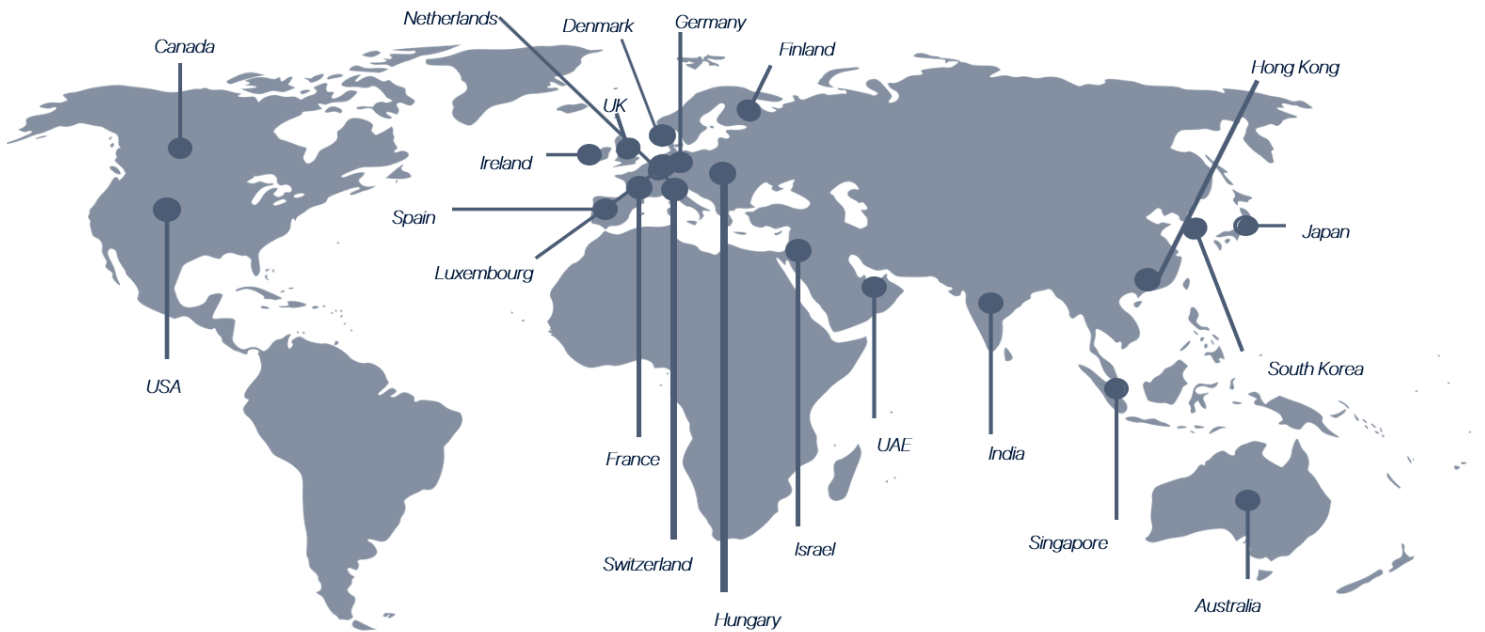 Netherlands
Denmark
Germany
Canada
Finland
Hong Kong
UK
Ireland
Spain
Japan
Luxembourg
South Korea
USA
UAE
France
India
Israel
Singapore
Switzerland
Australia
Hungary